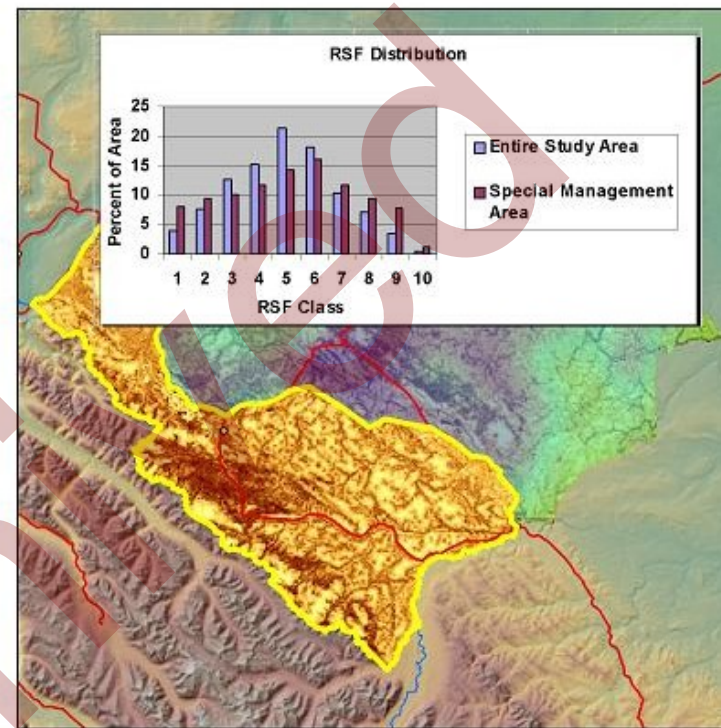 RSF Distribution
Percent of Area
25
20
15
10
5
0
1 2 3 4 5 6 7 8 9 10
RSF Class
Entire Study Area
Special Management
Area